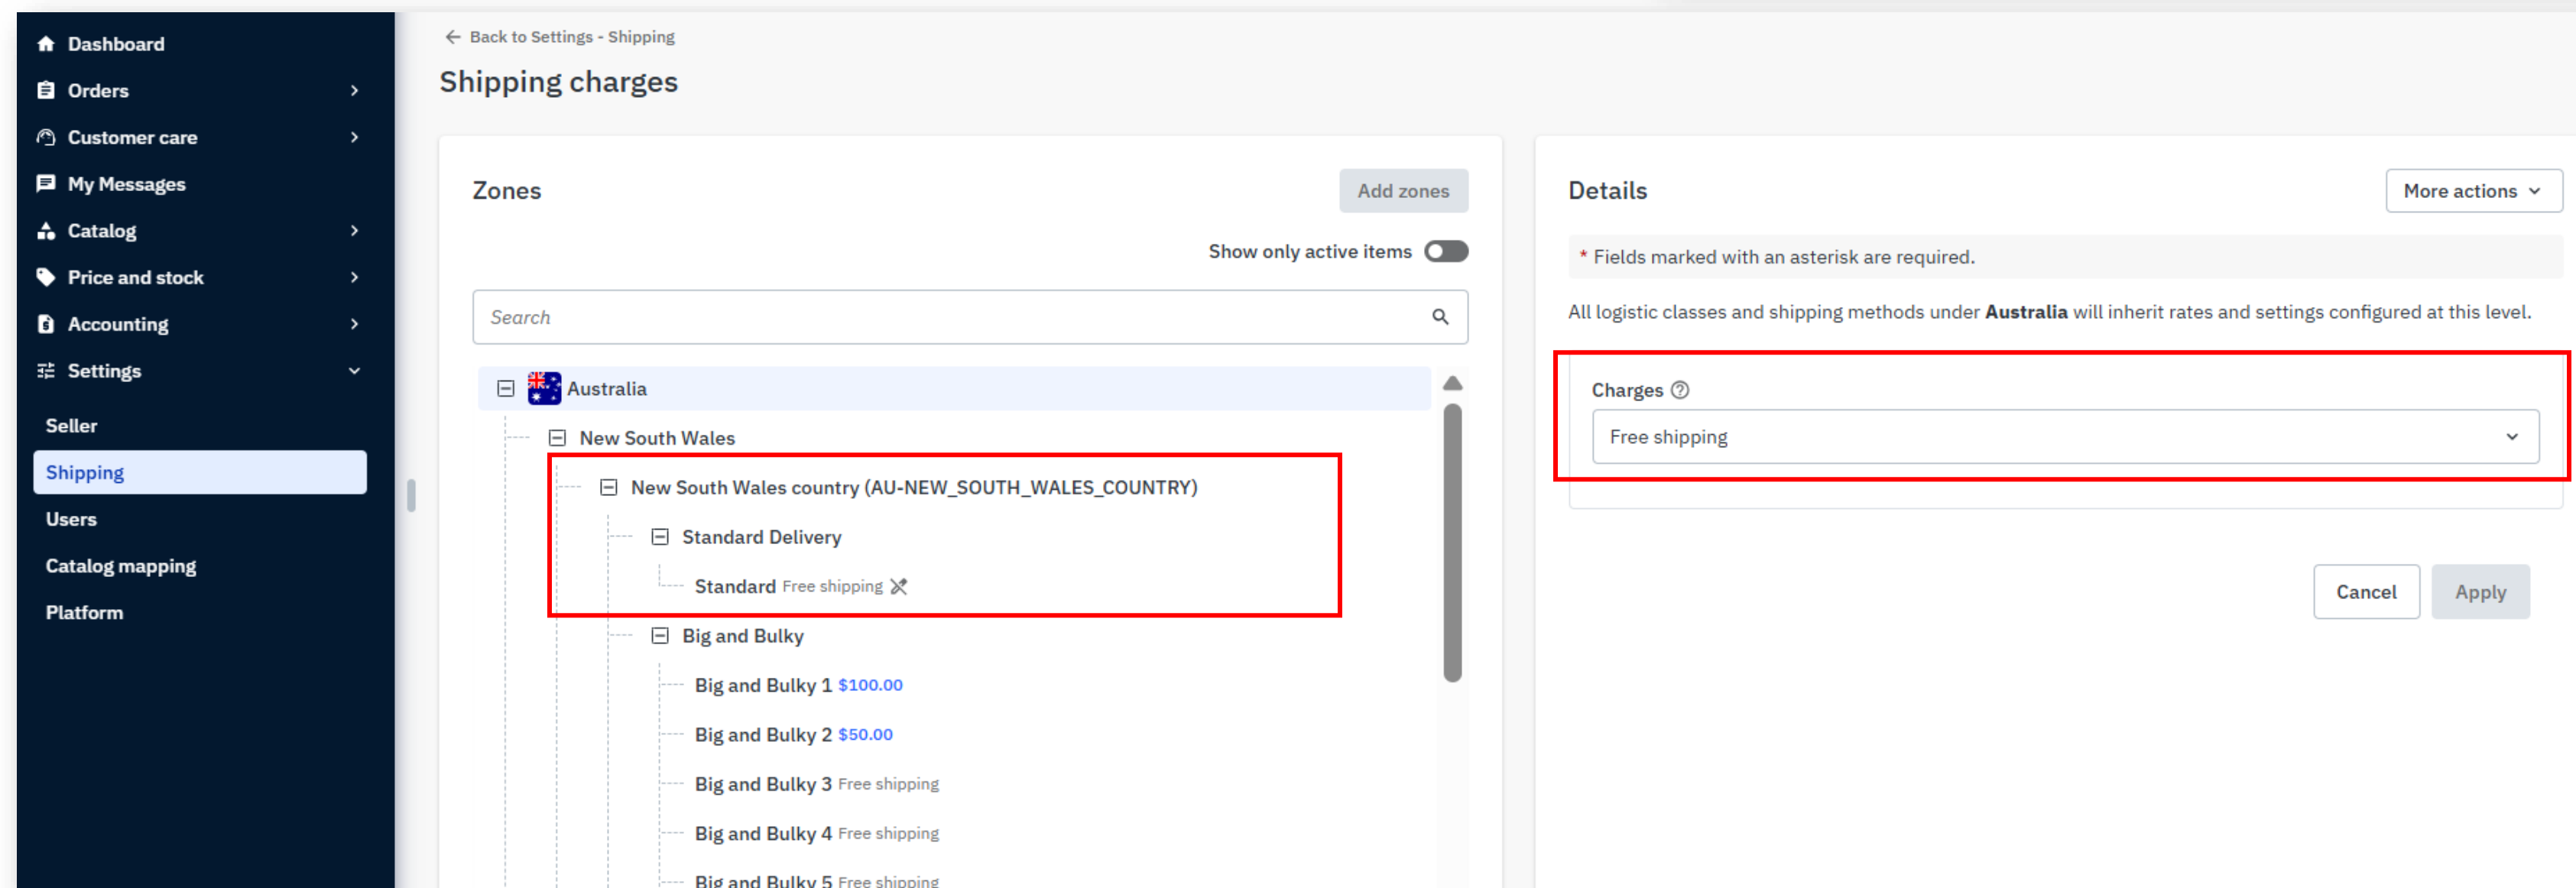 Dashboard
Orders
Customer care
My Messages
Catalog
Price and stock
Accounting
Settings
Seller
Shipping
Users
Catalog mapping
Platform
Back to Settings - Shipping
Shipping charges
Zones
Add zones
Show only active items
Search
Australia
New South Wales
New South Wales country (AU-NEW_SOUTH_WALES_COUNTRY)
Standard Delivery
Standard Free shipping
Big and Bulky
Big and Bulky 1 $100.00
Big and Bulky 2 $50.00
Big and Bulky 3 Free shipping
Big and Bulky 4 Free shipping
Big and Bulky 5 Free shipping
Details
More actions
* Fields marked with an asterisk are required.
All logistic classes and shipping methods under Australia will inherit rates and settings configured at this level.
Charges
Free shipping
Cancel
Apply